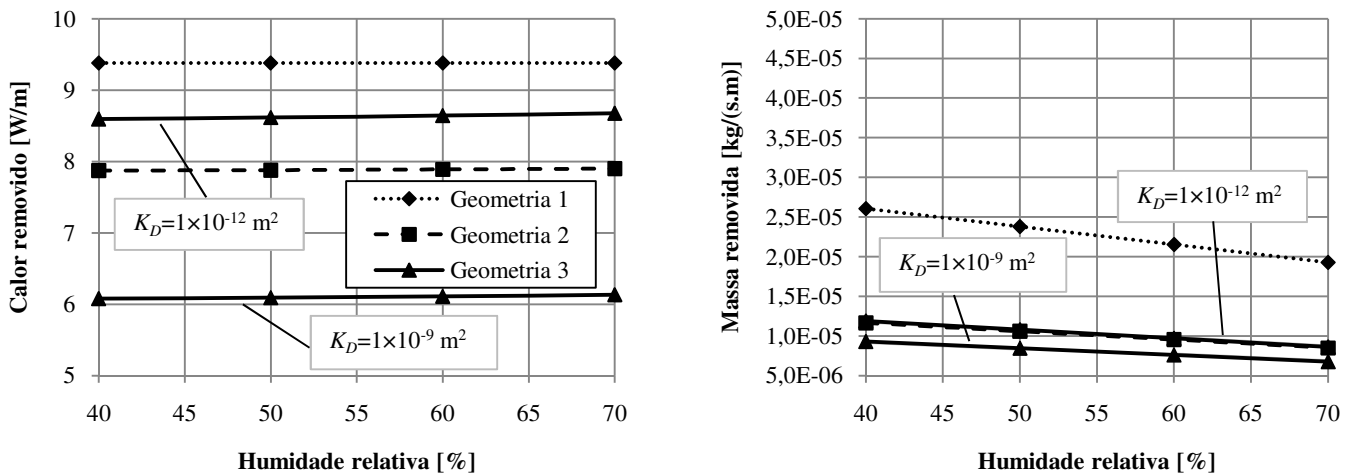 Calor removido [W/m]
10
9
8
7
6
5
40
45
50
55
60
65
70
Humidade relativa [%]
K_D=1×10⁻¹² m²
Geometria 1
Geometria 2
Geometria 3
K_D=1×10⁻⁹ m²
Massa removida [kg/(s.m)]
5,0E-05
4,5E-05
4,0E-05
3,5E-05
3,0E-05
2,5E-05
2,0E-05
1,5E-05
1,0E-05
5,0E-06
40
45
50
55
60
65
70
Humidade relativa [%]
K_D=1×10⁻¹² m²
K_D=1×10⁻⁹ m²